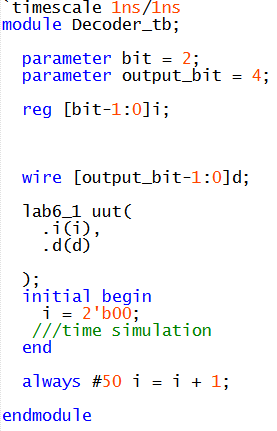 `timescale 1ns/1ns
module Decoder_tb;
parameter bit = 2;
parameter output_bit = 4;
reg [bit-1:0]i;
wire [output_bit-1:0]d;
lab6_1 uut(
.i(i),
.d(d)
);
initial begin
i = 2'b00;
///time simulation
end
always #50 i = i + 1;
endmodule